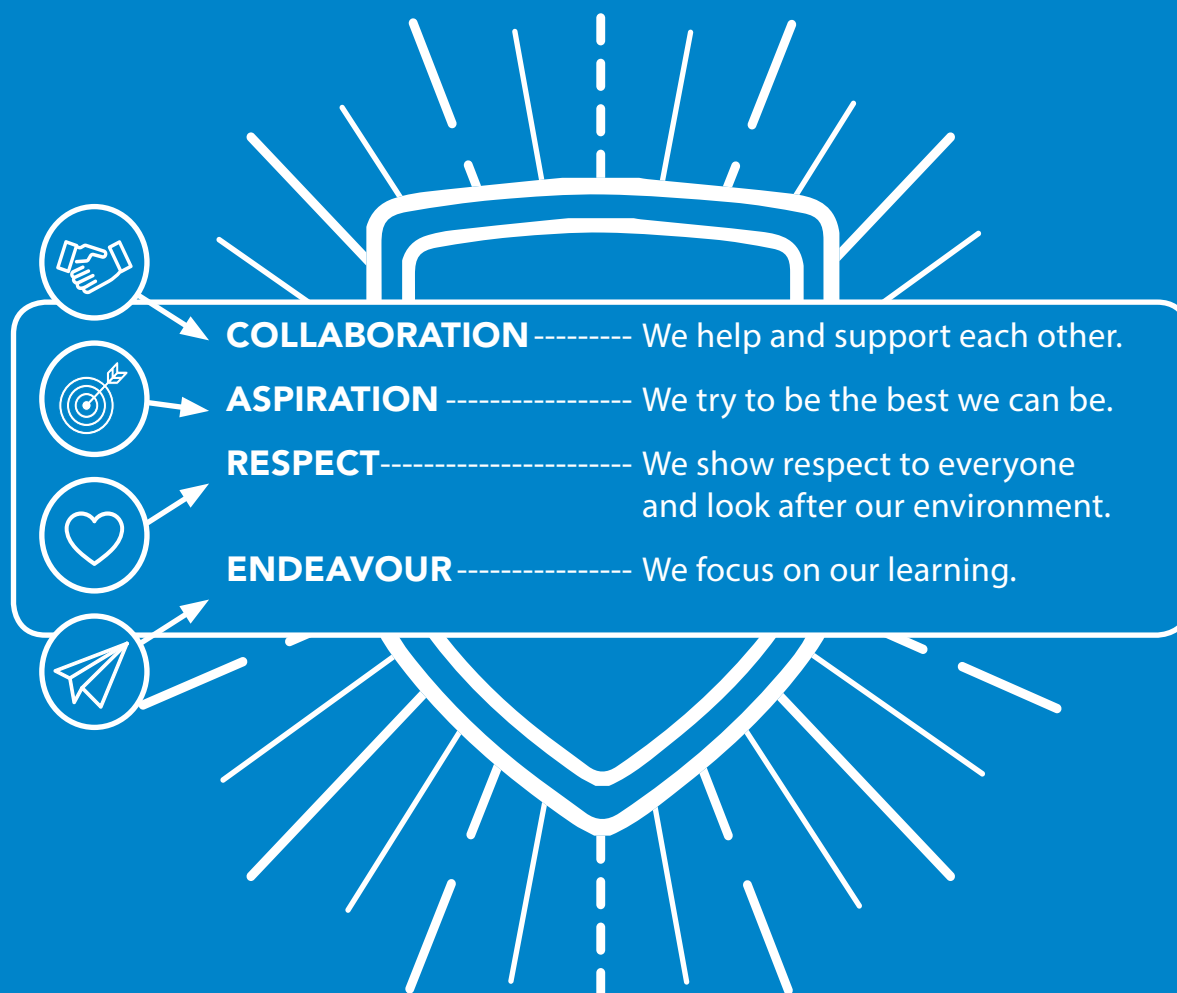 COLLABORATION --------- We help and support each other.
ASPIRATION ----------------- We try to be the best we can be.
RESPECT----------------------- We show respect to everyone
and look after our environment.
ENDEAVOUR ---------------- We focus on our learning.